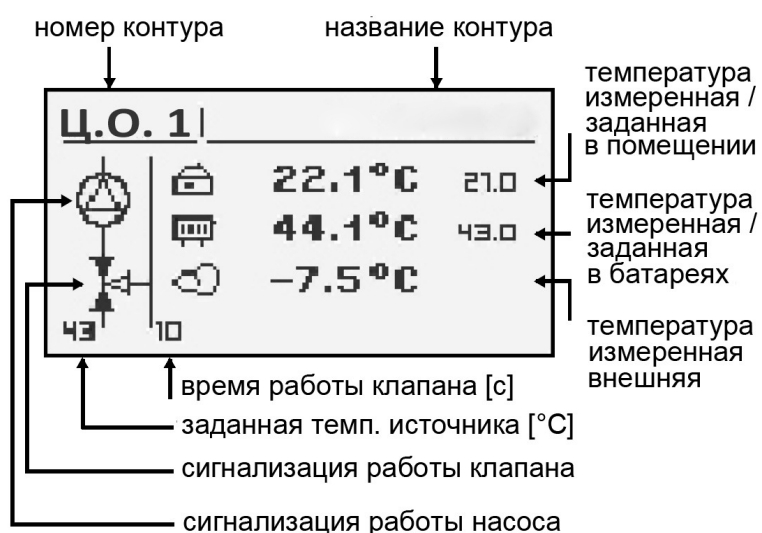 номер контура
название контура
Ц.О. 1
температура
измеренная /
заданная
в помещении
22.1°C 21.0
44.1°C 43.0
-7.5°C
температура
измеренная /
заданная
в батареях
43 10
температура
измеренная
внешняя
время работы клапана [с]
заданная темп. источника [°C]
сигнализация работы клапана
сигнализация работы насоса